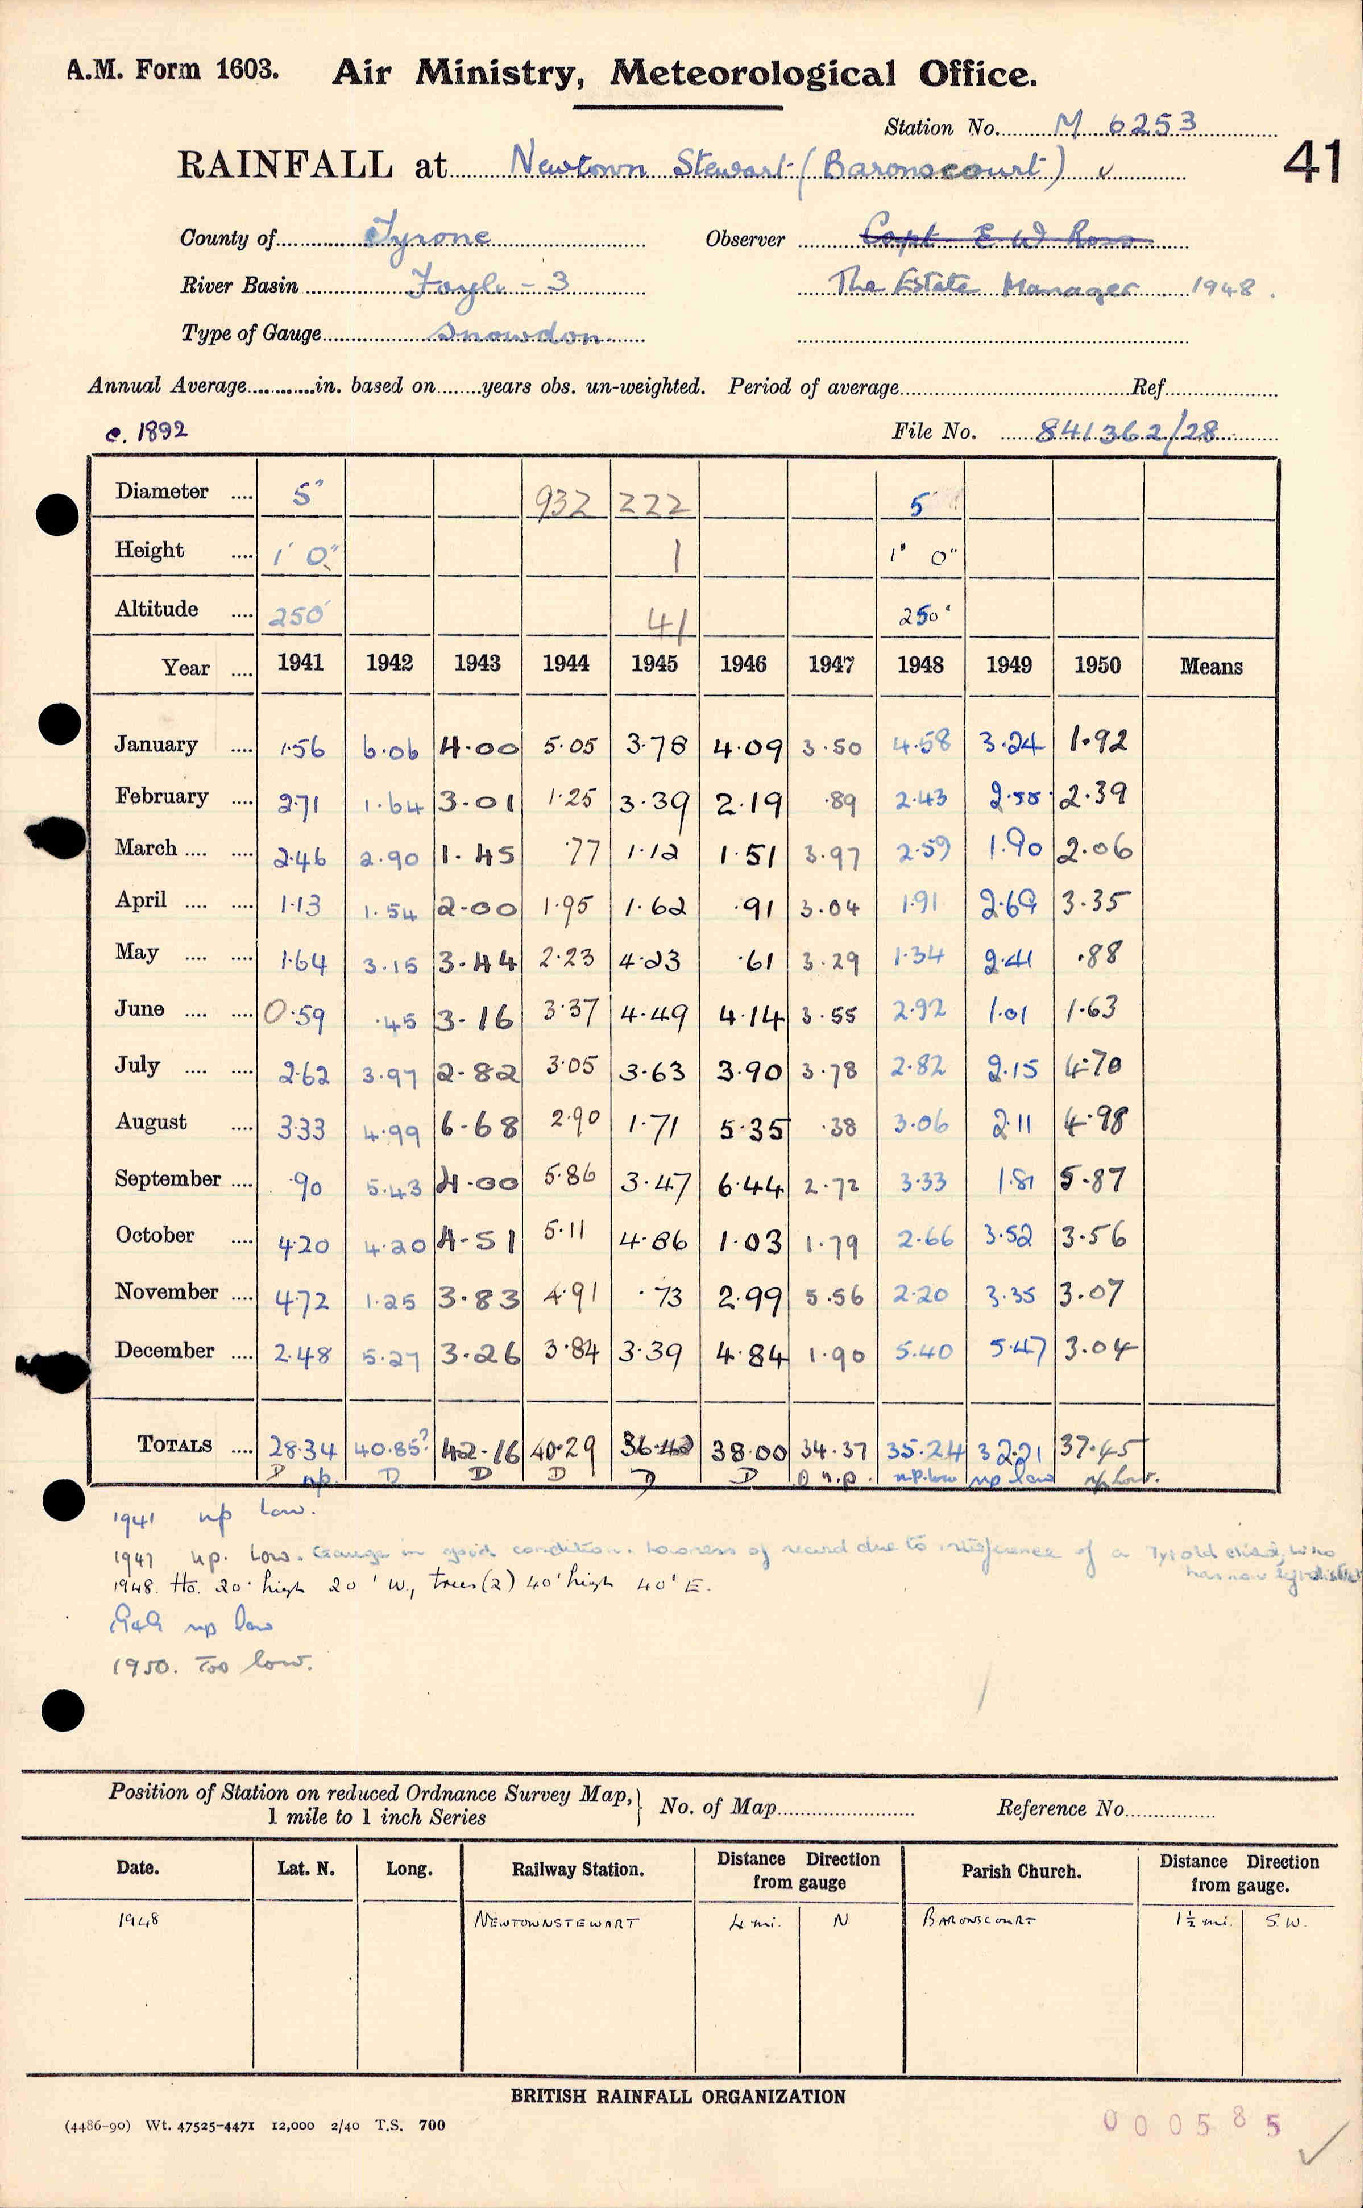 A.M. Form 1603. Air Ministry, Meteorological Office.
Station No. M 6253
41
RAINFALL at Newtown Stewart (Baronscourt) v
County of Tyrone Observer Capt E W Ross
River Basin Foyle - 3 The Estate Manager 1948.
Type of Gauge Snowdon
Annual Average in. based on years obs. un-weighted. Period of average Ref
c. 1892 File No. 841362/28
Diameter 5" 932 222 5
Height 1' 0" 1 1' 0"
Altitude 250' 41 250'
Year 1941 1942 1943 1944 1945 1946 1947 1948 1949 1950 Means
January 1.56 6.06 4.00 5.05 3.78 4.09 3.50 4.58 3.24 1.92
February 2.71 1.64 3.01 1.25 3.39 2.19 .89 2.43 2.55 2.39
March 2.46 2.90 1.45 .77 1.12 1.51 3.97 2.59 1.90 2.06
April 1.13 1.54 2.00 1.95 1.62 .91 3.04 1.91 2.69 3.35
May 1.64 3.15 3.44 2.23 4.23 .61 3.29 1.34 2.41 .88
June 0.59 .45 3.16 3.37 4.49 4.14 3.55 2.92 1.01 1.63
July 2.62 3.97 2.82 3.05 3.63 3.90 3.78 2.82 2.15 4.70
August 3.33 4.99 6.68 2.90 1.71 5.35 .38 3.06 2.11 4.98
September .90 5.43 4.00 5.86 3.47 6.44 2.72 3.33 1.81 5.87
October 4.20 4.20 4.51 5.11 4.86 1.03 1.79 2.66 3.52 3.56
November 4.72 1.25 3.83 4.91 .73 2.99 5.56 2.20 3.35 3.07
December 2.48 5.27 3.26 3.84 3.39 4.84 1.90 5.40 5.47 3.04
TOTALS 28.34 40.85? 42.16 40.29 36.42 38.00 34.37 35.24 32.21 37.45
D np. D D D D D D n.p. n.p. low np low np low.
1941 np low.
1947 n.p. Low. Gauge in good condition. Lowness of record due to interference of a 7 yr old child, who
has now
1948. Ho. 20' high 20' W., trees (2) 40' high 40' E.
1949 np low
1950. Too low.
Position of Station on reduced Ordnance Survey Map, 1 mile to 1 inch Series } No. of Map Reference No.
Date. Lat. N. Long. Railway Station. Distance Direction from gauge Parish Church. Distance Direction from gauge.
1948 NEWTOWNSTEWART 4 mi. N BARONSCOURT 1½ mi. S.W.
BRITISH RAINFALL ORGANIZATION
(4486-90) Wt. 47525-4471 12,000 2/40 T.S. 700
000585